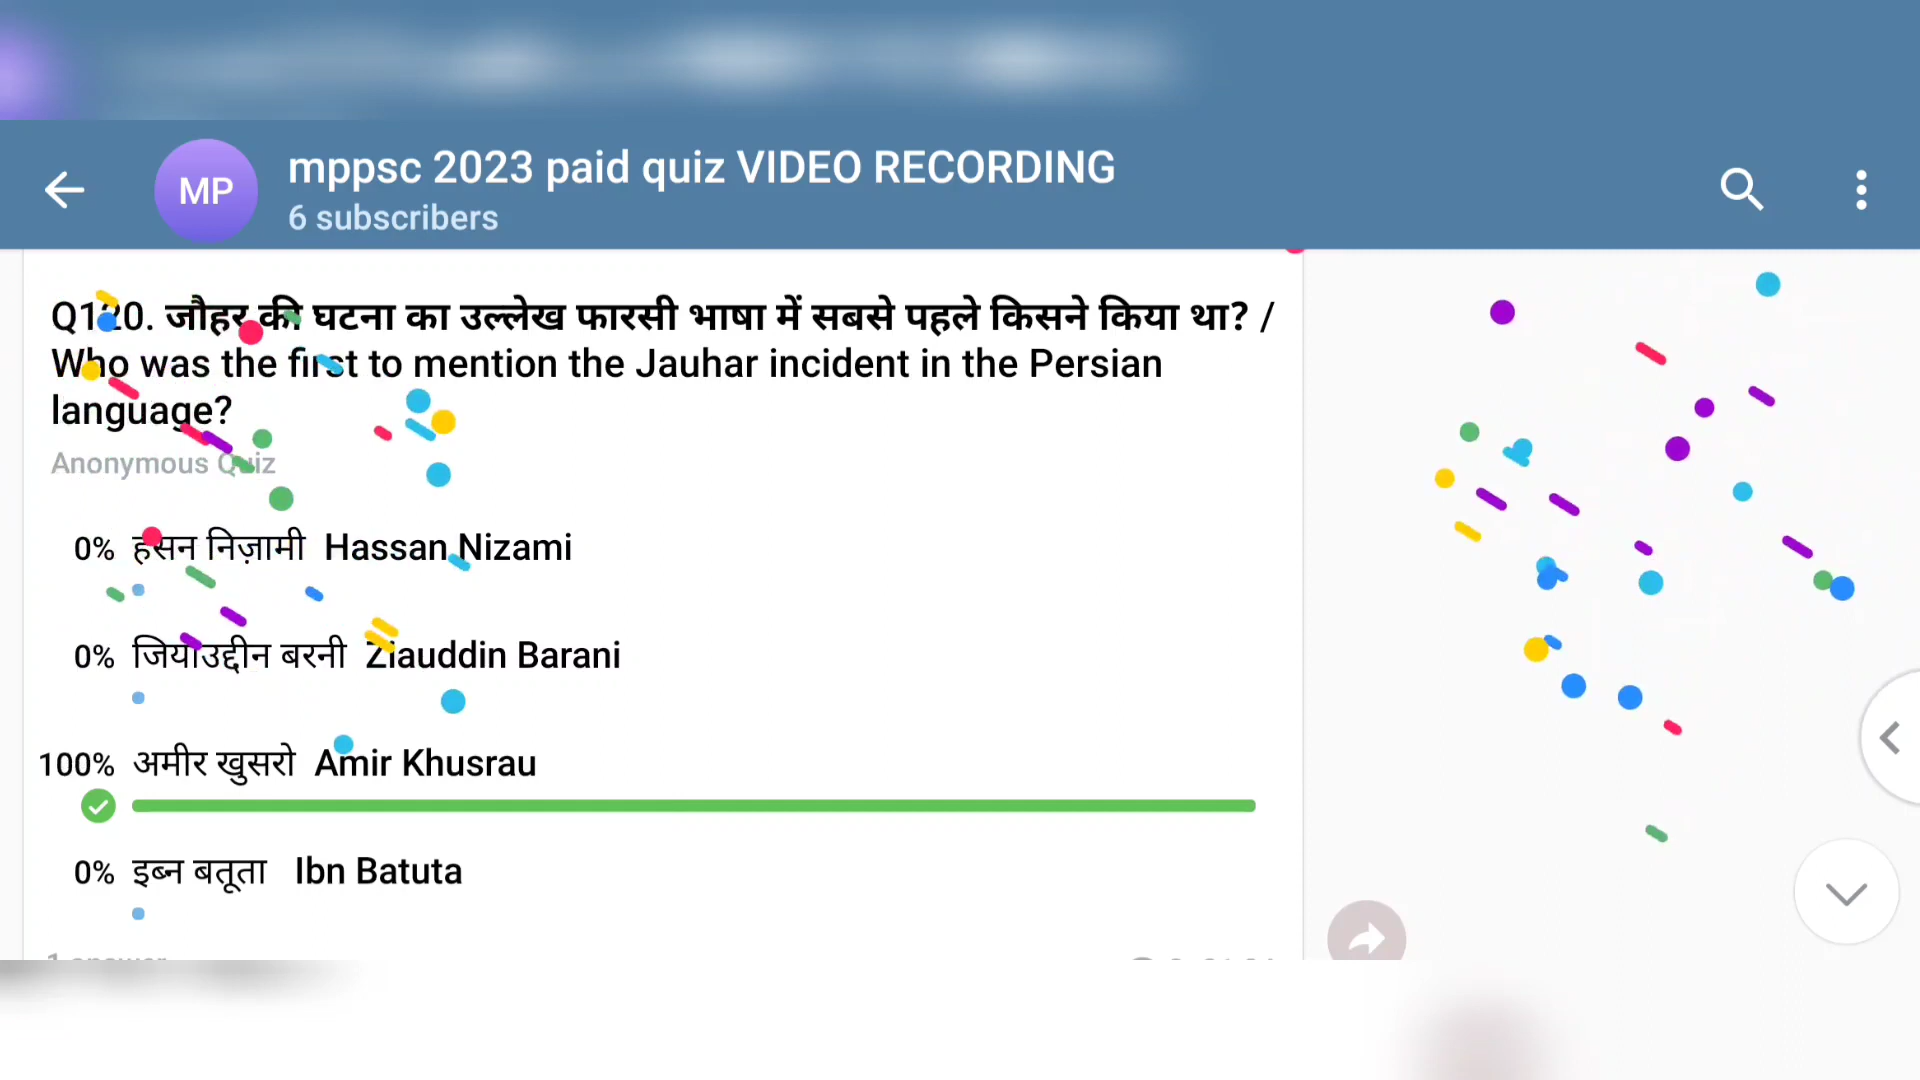 MP
mppsc 2023 paid quiz VIDEO RECORDING
6 subscribers
Q120. जौहर की घटना का उल्लेख फारसी भाषा में सबसे पहले किसने किया था? /
Who was the first to mention the Jauhar incident in the Persian
language?
Anonymous Quiz
0% हसन निज़ामी Hassan Nizami
0% जियाउद्दीन बरनी Ziauddin Barani
100% अमीर खुसरो Amir Khusrau
0% इब्न बतूता Ibn Batuta